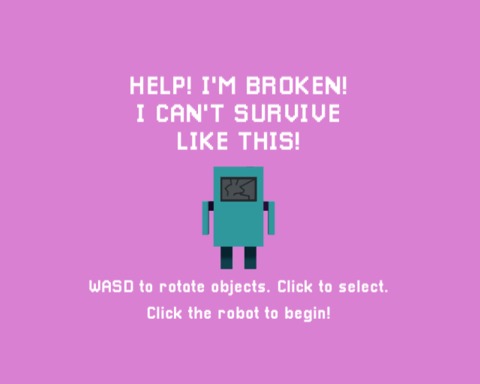 HELP! I'M BROKEN!
I CAN'T SURVIVE
LIKE THIS!
WASD to rotate objects. Click to select.
Click the robot to begin!